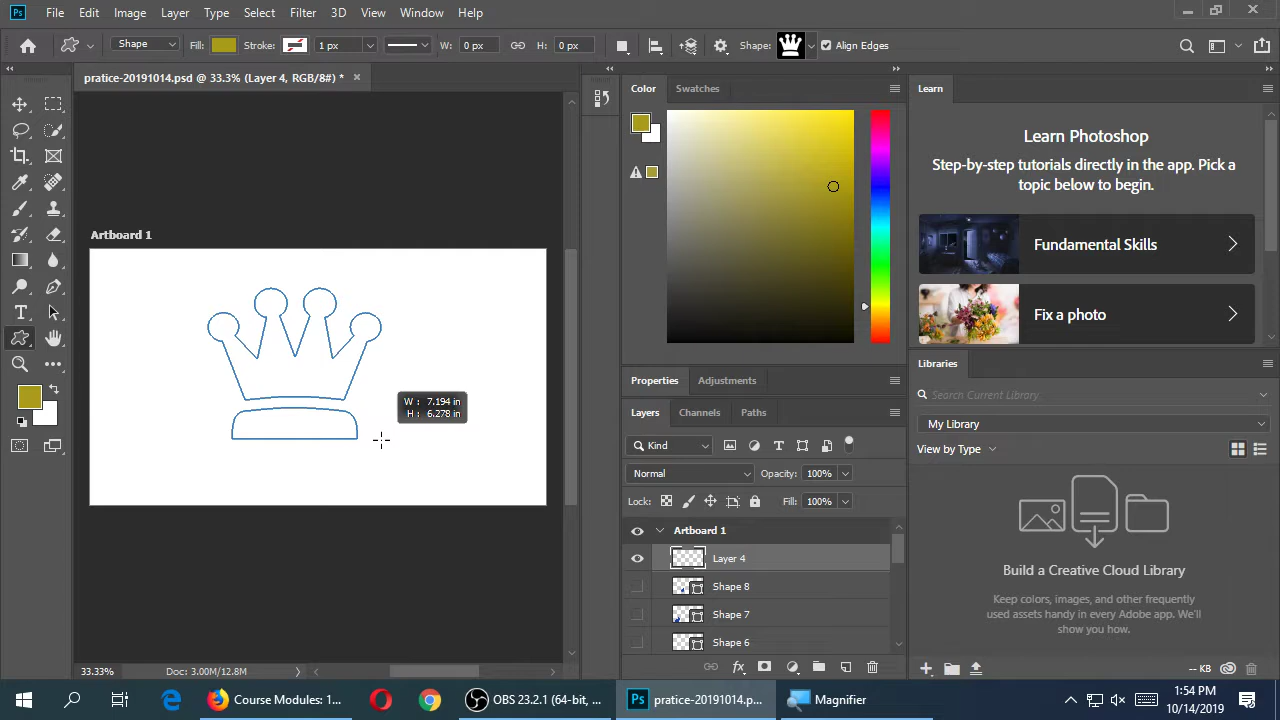 Ps File Edit Image Layer Type Select Filter 3D View Window Help
Shape Fill: Stroke: 1 px W: 0 px H: 0 px Shape: Align Edges
pratice-20191014.psd @ 33.3% (Layer 4, RGB/8#) *
Artboard 1
W : 7.194 in
H : 6.278 in
33.33% Doc: 3.00M/12.8M
Color Swatches
Properties Adjustments
Layers Channels Paths
Kind
Normal Opacity: 100%
Lock: Fill: 100%
Artboard 1
Layer 4
Shape 8
Shape 7
Shape 6
fx
Learn
Learn Photoshop
Step-by-step tutorials directly in the app. Pick a
topic below to begin.
Fundamental Skills
Fix a photo
Libraries
Search Current Library...
My Library
View by Type
Build a Creative Cloud Library
Keep colors, images, and other frequently
used assets handy in every Adobe app. We'll
show you how.
-- KB
Course Modules: 1...
OBS 23.2.1 (64-bit, ...
Ps pratice-20191014.p...
Magnifier
1:54 PM
10/14/2019